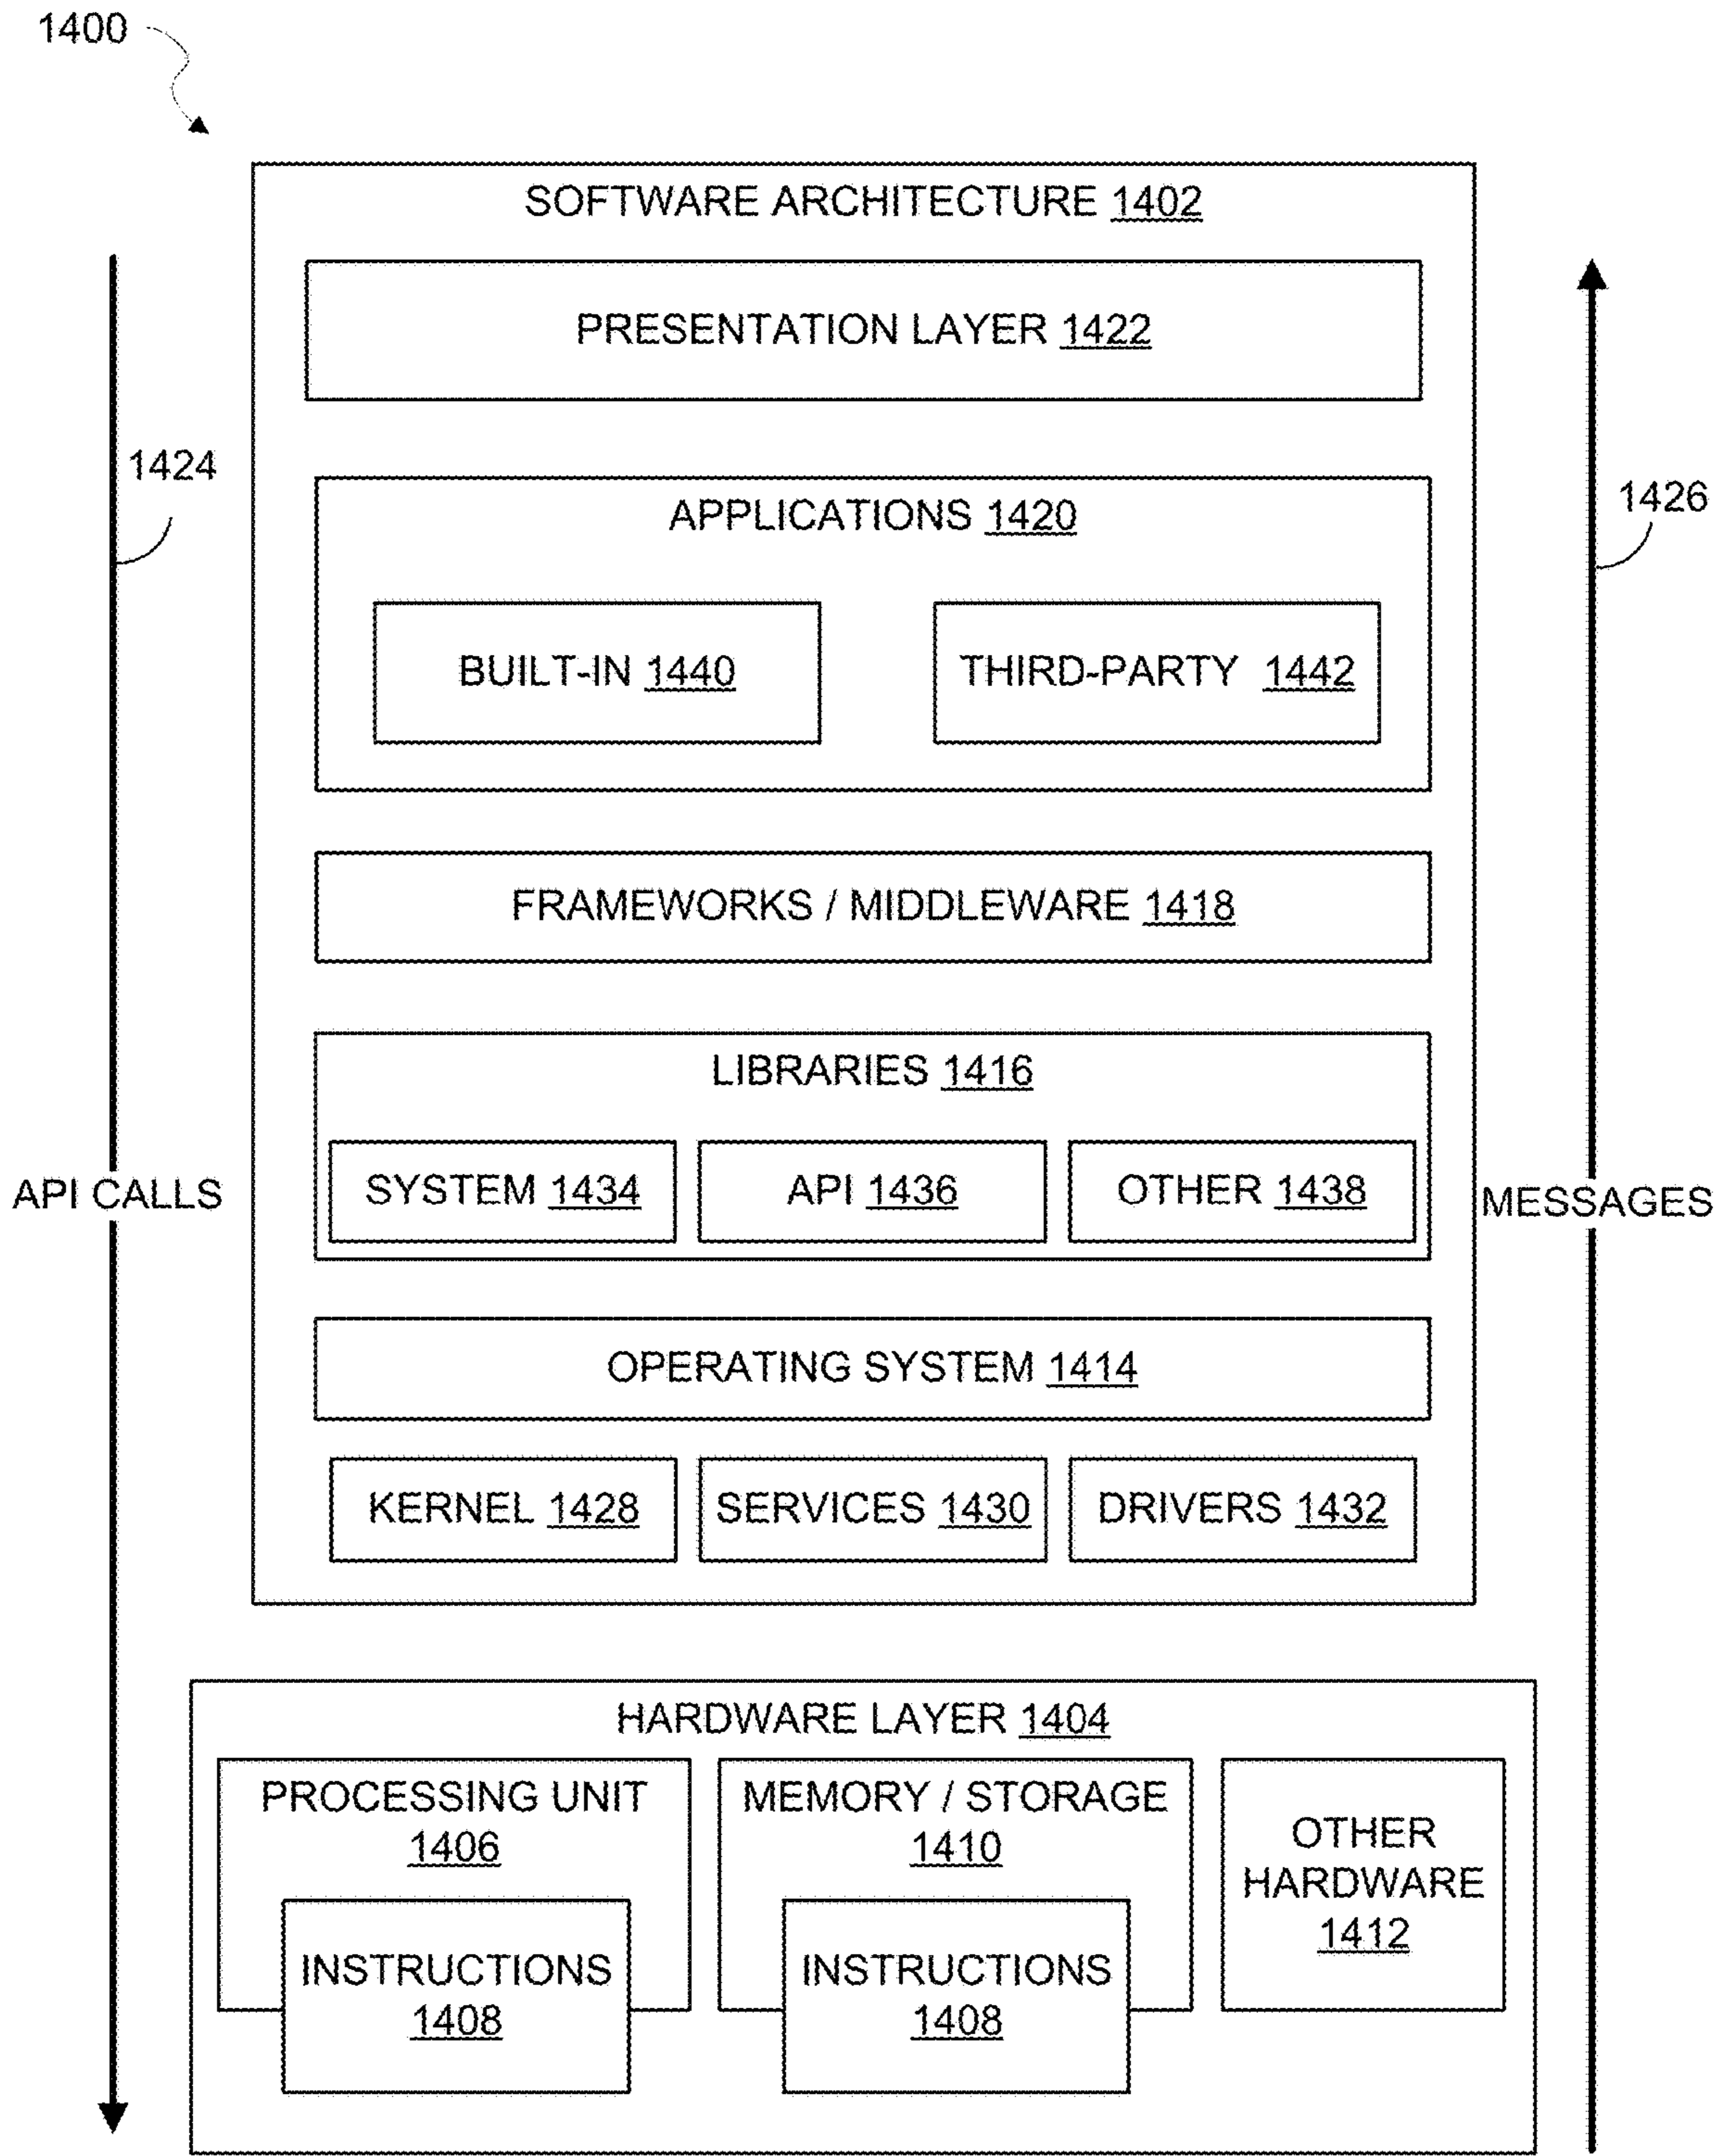 1400
SOFTWARE ARCHITECTURE 1402
PRESENTATION LAYER 1422
1424
APPLICATIONS 1420
1426
BUILT-IN 1440
THIRD-PARTY 1442
FRAMEWORKS / MIDDLEWARE 1418
LIBRARIES 1416
SYSTEM 1434
API 1436
OTHER 1438
API CALLS
MESSAGES
OPERATING SYSTEM 1414
KERNEL 1428
SERVICES 1430
DRIVERS 1432
HARDWARE LAYER 1404
PROCESSING UNIT
1406
INSTRUCTIONS
1408
MEMORY / STORAGE
1410
INSTRUCTIONS
1408
OTHER
HARDWARE
1412